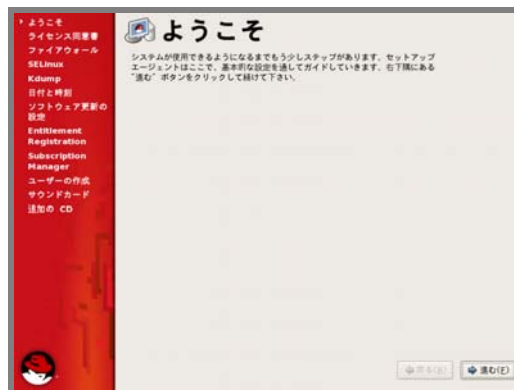 ようこそ
ライセンス同意書
ファイアウォール
SELinux
Kdump
日付と時刻
ソフトウェア更新の
設定
Entitlement
Registration
Subscription
Manager
ユーザーの作成
サウンドカード
追加の CD
ようこそ
システムが使用できるようになるまでもう少しステップがあります。セットアップ
エージェントはここで、基本的な設定を通してガイドしていきます。右下隅にある
"進む" ボタンをクリックして続けて下さい。
戻る(B)
進む(F)